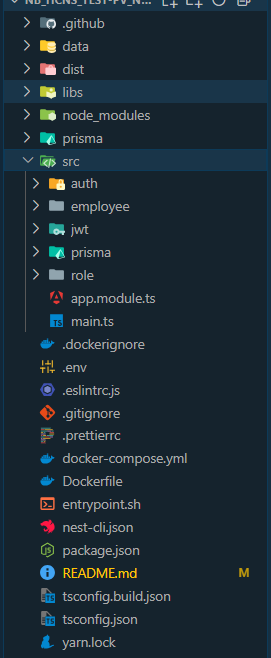 .github
data
dist
libs
node_modules
prisma
src
auth
employee
jwt
prisma
role
app.module.ts
main.ts
.dockerignore
.env
.eslintrc.js
.gitignore
.prettierrc
docker-compose.yml
Dockerfile
entrypoint.sh
nest-cli.json
package.json
README.md M
tsconfig.build.json
tsconfig.json
yarn.lock